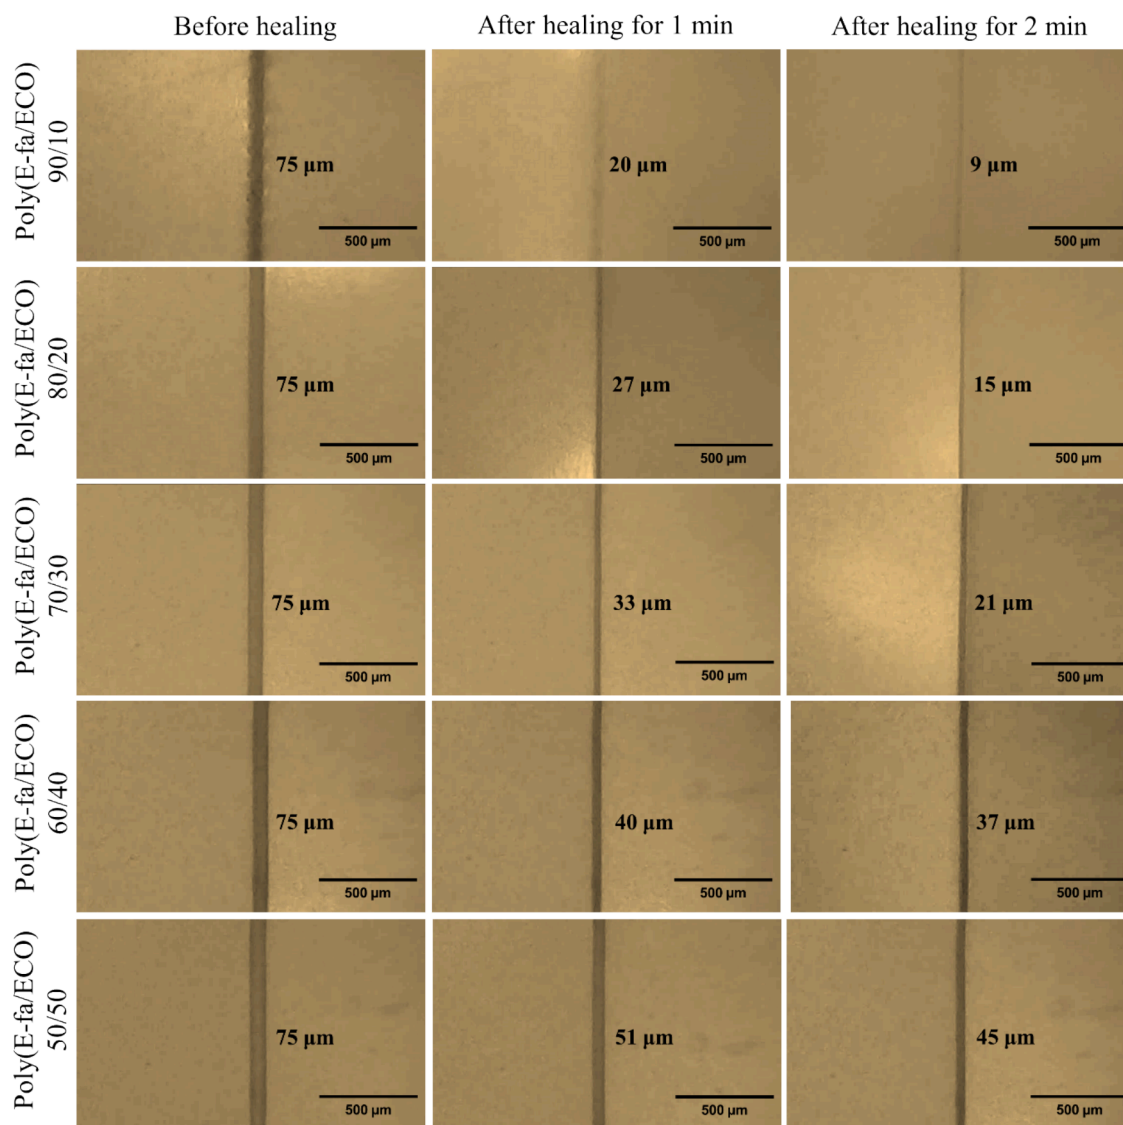 Before healing
After healing for 1 min
After healing for 2 min
Poly(E-fa/ECO)
90/10
75 µm
500 µm
20 µm
500 µm
9 µm
500 µm
Poly(E-fa/ECO)
80/20
75 µm
500 µm
27 µm
500 µm
15 µm
500 µm
Poly(E-fa/ECO)
70/30
75 µm
500 µm
33 µm
500 µm
21 µm
500 µm
Poly(E-fa/ECO)
60/40
75 µm
500 µm
40 µm
500 µm
37 µm
500 µm
Poly(E-fa/ECO)
50/50
75 µm
500 µm
51 µm
500 µm
45 µm
500 µm